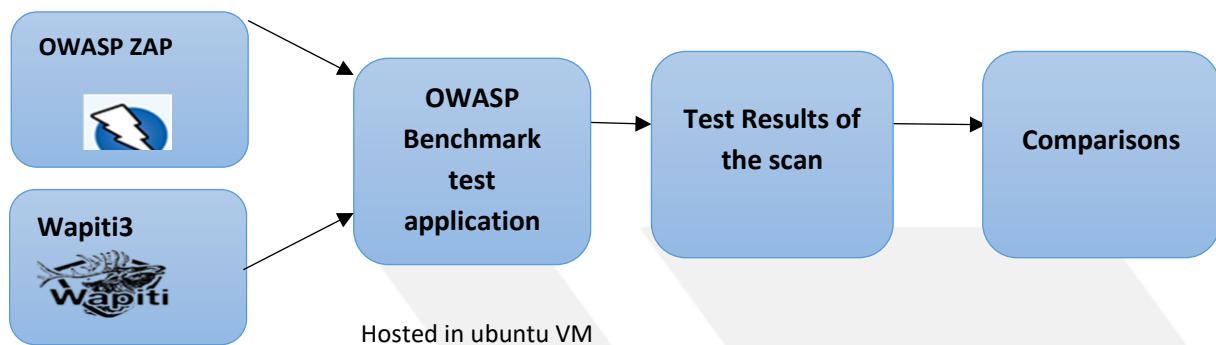 OWASP ZAP
Wapiti3
Wapiti
OWASP
Benchmark
test
application
Hosted in ubuntu VM
Test Results of
the scan
Comparisons